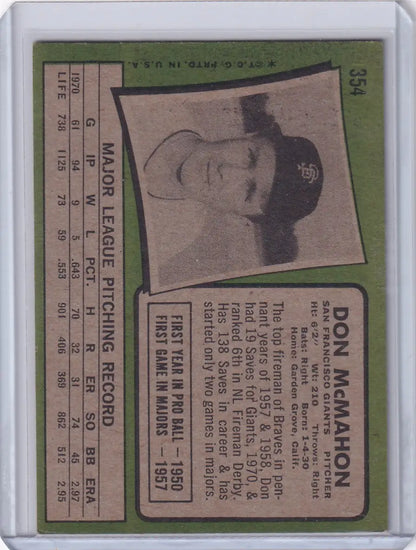 354
DON McMAHON
SAN FRANCISCO GIANTS PITCHER
Ht: 6'2" Wt: 210 Throws: Right
Bats: Right Born: 1-4-30
Home: Garden Grove, Calif.
The top fireman of Braves in pen-
nant years of 1957 & 1958, Don
had 19 Saves for Giants, 1970, &
ranked 6th in NL Fireman Derby.
Has 138 Saves in career & has
started only two games in majors.
FIRST YEAR IN PRO BALL — 1950
FIRST GAME IN MAJORS — 1957
SF
*©T.C.G. PRTD. IN U.S.A.
MAJOR LEAGUE PITCHING RECORD
G IP W L PCT. H R ER SO BB ERA
1970 61 94 9 5 .643 70 32 31 74 45 2.97
LIFE 738 1125 73 59 .553 901 406 369 862 512 2.95